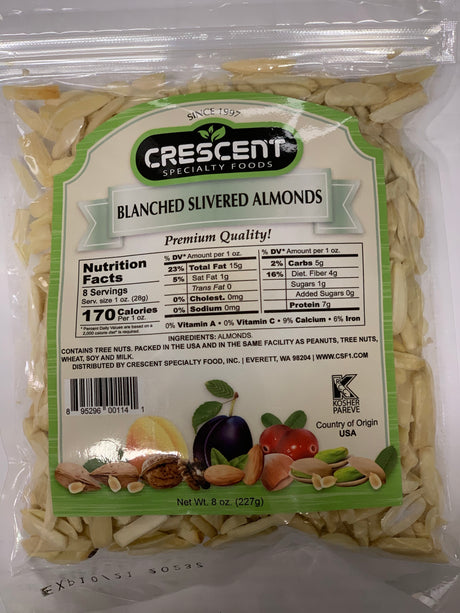 SINCE 1997
CRESCENT
SPECIALTY FOODS
BLANCHED SLIVERED ALMONDS
Premium Quality!
Nutrition Facts
8 Servings
Serv. size 1 oz. (28g)
170 Calories
Per 1 oz.
* Percent Daily Values are based on a
2,000 calorie diet* is required.
% DV* Amount per 1 oz.
23% Total Fat 15g
5% Sat Fat 1g
Trans Fat 0
0% Cholest. 0mg
0% Sodium 0mg
% DV* Amount per 1 oz.
2% Carbs 5g
16% Diet. Fiber 4g
Sugars 1g
Added Sugars 0g
Protein 7g
0% Vitamin A • 0% Vitamin C • 9% Calcium • 6% Iron
INGREDIENTS: ALMONDS.
CONTAINS TREE NUTS. PACKED IN THE USA AND IN THE SAME FACILITY AS PEANUTS, TREE NUTS,
WHEAT, SOY AND MILK.
DISTRIBUTED BY CRESCENT SPECIALTY FOOD, INC. | EVERETT, WA 98204 | WWW.CSF1.COM
8 95296 00114 1
K
KOSHER
PAREVE
Country of Origin
USA
Net Wt. 8 oz. (227g)